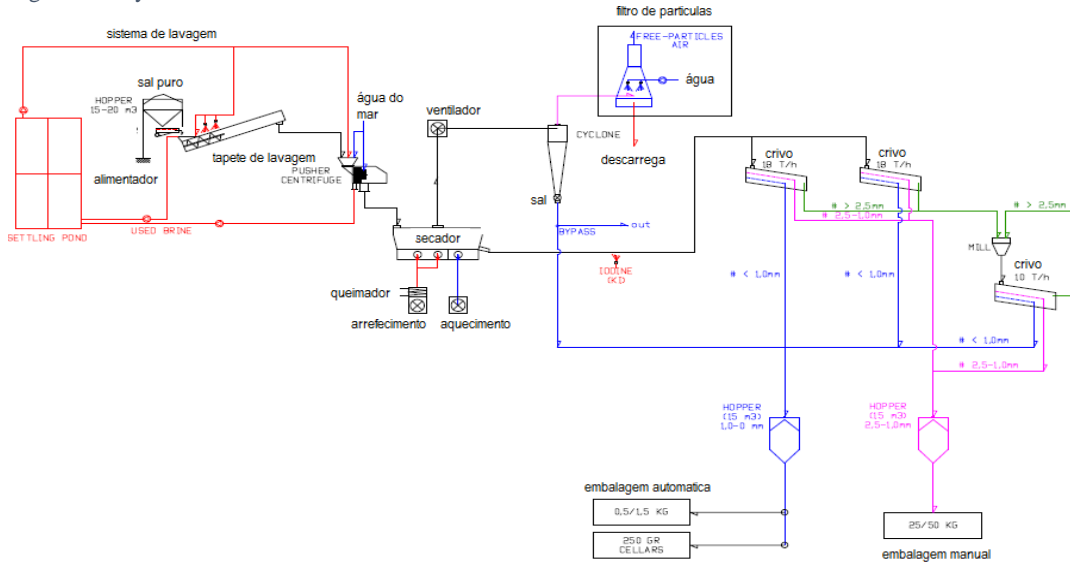 filtro de particulas
FREE-PARTICLES
AIR
água
descarrega
sistema de lavagem
sal puro
HOPPER
15-20 m3
alimentador
tapete de lavagem
água do
mar
PUSHER
CENTRIFUGE
ventilador
CYCLONE
sal
BYPASS
out
SETTLING POND
USED BRINE
secador
queimador
arrefecimento
aquecimento
IODINE
(KI)
crivo
18 T/h
crivo
18 T/h
# > 2,5mm
# 2,5-1,0mm
# > 2,5mm
MILL
crivo
10 T/h
# < 1,0mm
# < 1,0mm
# < 1,0mm
# 2,5-1,0mm
HOPPER
(15 m3)
1,0-0 mm
HOPPER
(15 m3)
2,5-1,0mm
embalagem automatica
0,5/1,5 KG
250 GR
CELLARS
25/50 KG
embalagem manual